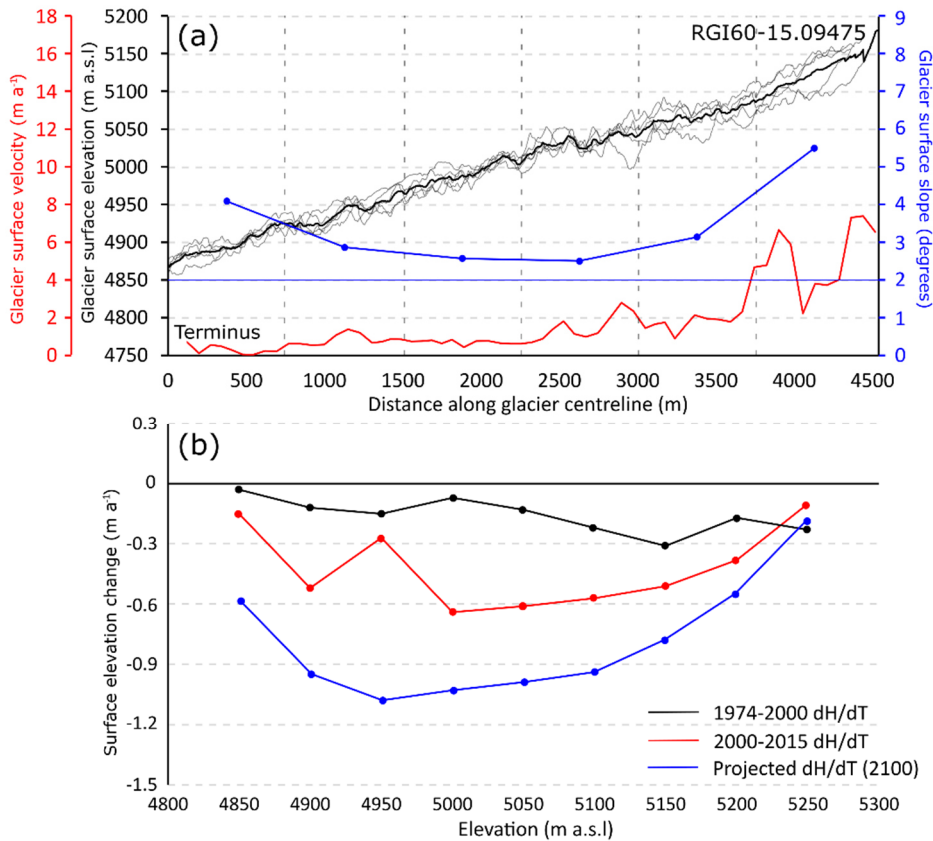 (a)
RGI60-15.09475
Glacier surface velocity (m a⁻¹)
18
16
14
12
10
8
6
4
2
0
Glacier surface elevation (m a.s.l)
5200
5150
5100
5050
5000
4950
4900
4850
4800
4750
Glacier surface slope (degrees)
9
8
7
6
5
4
3
2
1
0
Terminus
0 500 1000 1500 2000 2500 3000 3500 4000 4500
Distance along glacier centreline (m)
(b)
Surface elevation change (m a⁻¹)
0.3
0
-0.3
-0.6
-0.9
-1.2
-1.5
1974-2000 dH/dT
2000-2015 dH/dT
Projected dH/dT (2100)
4800 4850 4900 4950 5000 5050 5100 5150 5200 5250 5300
Elevation (m a.s.l)